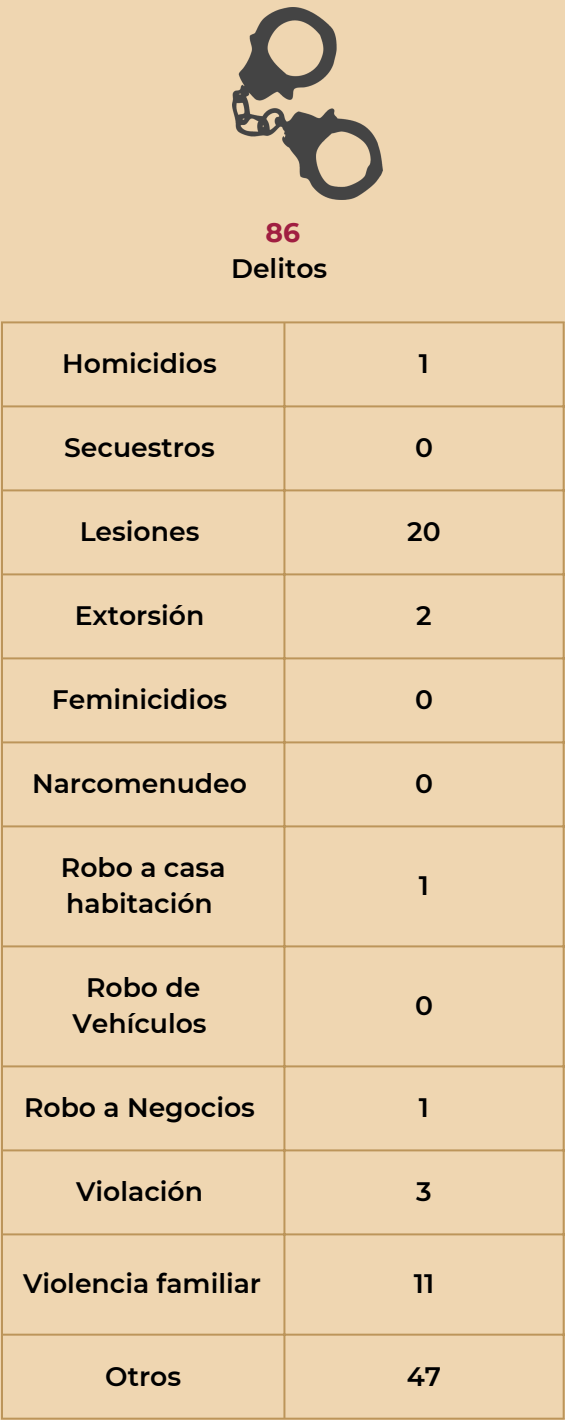 86
Delitos
Homicidios 1
Secuestros 0
Lesiones 20
Extorsión 2
Feminicidios 0
Narcomenudeo 0
Robo a casa
habitación 1
Robo de
Vehículos 0
Robo a Negocios 1
Violación 3
Violencia familiar 11
Otros 47